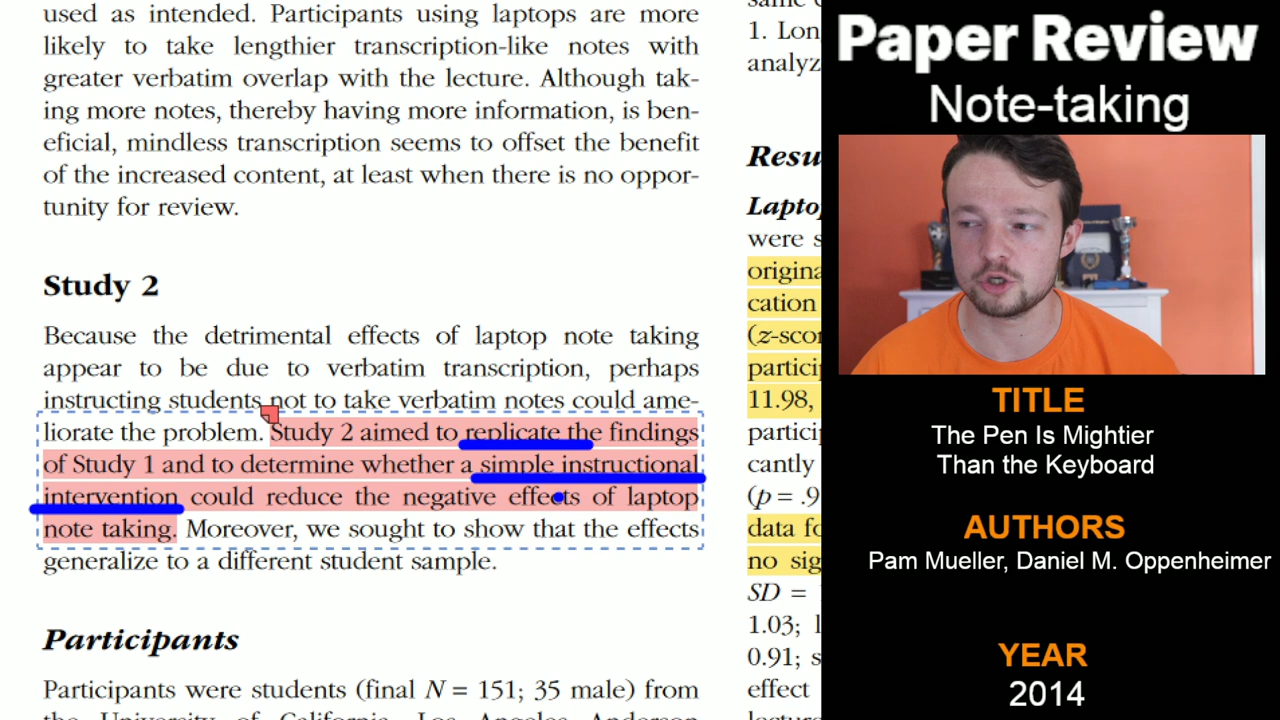 used as intended. Participants using laptops are more
likely to take lengthier transcription-like notes with
greater verbatim overlap with the lecture. Although tak-
ing more notes, thereby having more information, is ben-
eficial, mindless transcription seems to offset the benefit
of the increased content, at least when there is no oppor-
tunity for review.
Study 2
Because the detrimental effects of laptop note taking
appear to be due to verbatim transcription, perhaps
instructing students not to take verbatim notes could ame-
liorate the problem. Study 2 aimed to replicate the findings
of Study 1 and to determine whether a simple instructional
intervention could reduce the negative effects of laptop
note taking. Moreover, we sought to show that the effects
generalize to a different student sample.
Participants
Participants were students (final N = 151; 35 male) from
the University of California, Los Angeles Anderson
1. Lon
analyz
Resu
Lapto
were s
origina
cation
(z-scor
partici
11.98,
partici
cantly
(p = .9
data fo
no sig
SD =
1.03; l
0.91; s
effect
Paper Review
Note-taking
TITLE
The Pen Is Mightier
Than the Keyboard
AUTHORS
Pam Mueller, Daniel M. Oppenheimer
YEAR
2014